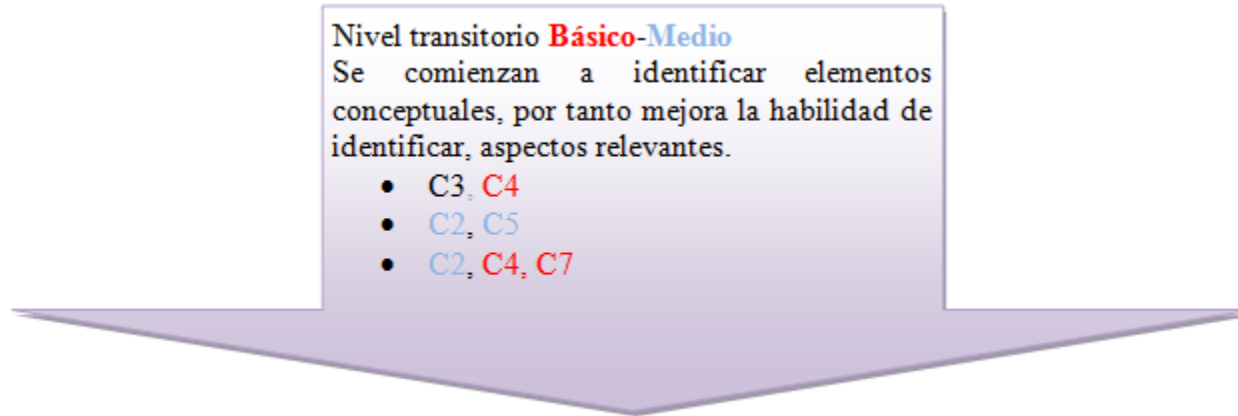 Nivel transitorio Básico-Medio
Se comienzan a identificar elementos
conceptuales, por tanto mejora la habilidad de
identificar, aspectos relevantes.
• C3, C4
• C2, C5
• C2, C4, C7